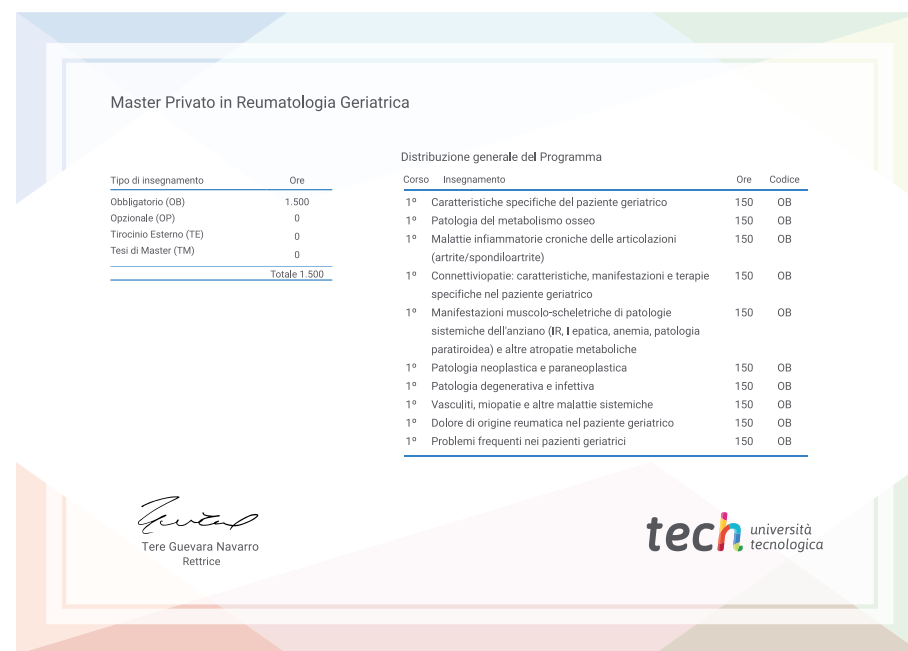 Master Privato in Reumatologia Geriatrica
Tipo di insegnamento Ore
Obbligatorio (OB) 1.500
Opzionale (OP) 0
Tirocinio Esterno (TE) 0
Tesi di Master (TM) 0
Totale 1.500
Distribuzione generale del Programma
Corso Insegnamento Ore Codice
1º Caratteristiche specifiche del paziente geriatrico 150 OB
1º Patologia del metabolismo osseo 150 OB
1º Malattie infiammatorie croniche delle articolazioni 150 OB
(artrite/spondiloartrite)
1º Connettiviopatie: caratteristiche, manifestazioni e terapie 150 OB
specifiche nel paziente geriatrico
1º Manifestazioni muscolo-scheletriche di patologie 150 OB
sistemiche dell'anziano (IR, I epatica, anemia, patologia
paratiroidea) e altre atropatie metaboliche
1º Patologia neoplastica e paraneoplastica 150 OB
1º Patologia degenerativa e infettiva 150 OB
1º Vasculiti, miopatie e altre malattie sistemiche 150 OB
1º Dolore di origine reumatica nel paziente geriatrico 150 OB
1º Problemi frequenti nei pazienti geriatrici 150 OB
Tere Guevara Navarro
Rettrice
tech università
tecnologica